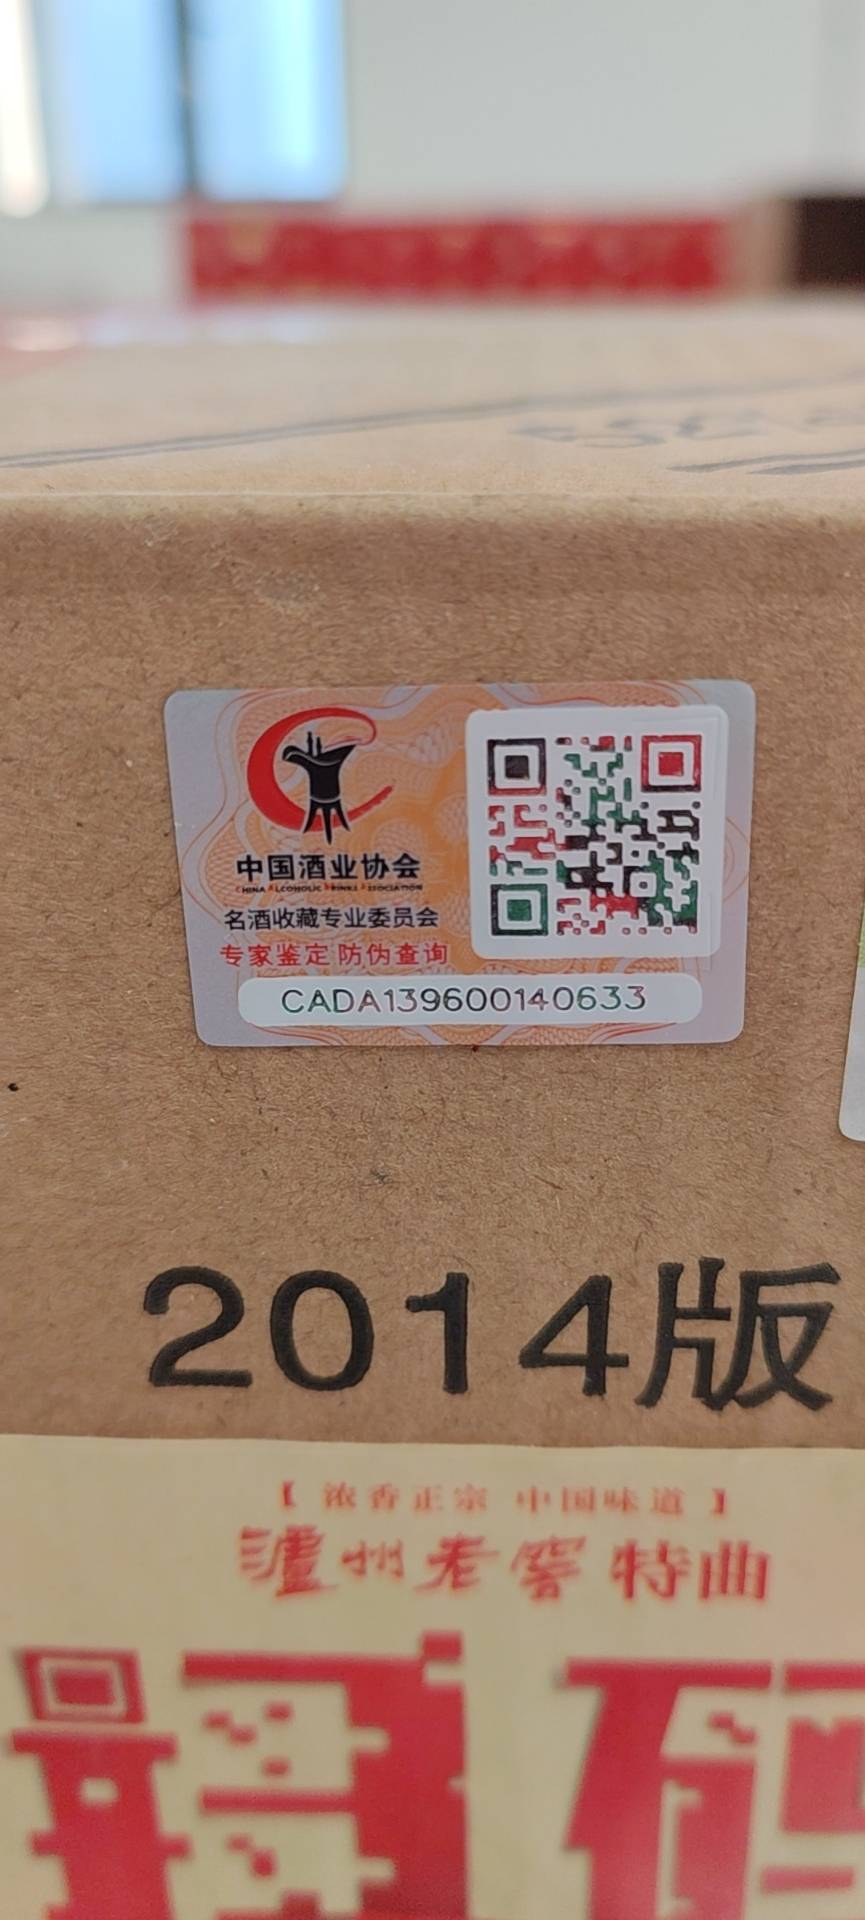 中国酒业协会
CHINA ALCOHOLIC DRINKS ASSOCIATION
名酒收藏专业委员会
专家鉴定 防伪查询
CADA139600140633
2014版
【 浓香正宗 中国味道 】
泸州老窖特曲